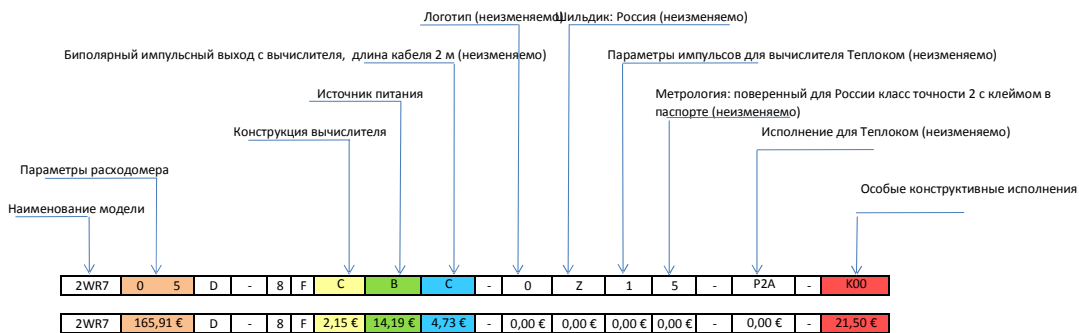 Логотип (неизменяемо)
Шильдик: Россия (неизменяемо)
Биполярный импульсный выход с вычислителя, длина кабеля 2 м (неизменяемо)
Параметры импульсов для вычислителя Теплоком (неизменяемо)
Источник питания
Метрология: поверенный для России класс точности 2 с клеймом в
паспорте (неизменяемо)
Конструкция вычислителя
Исполнение для Теплоком (неизменяемо)
Параметры расходомера
Особые конструктивные исполнения
Наименование модели
2WR7 0 5 D - 8 F C B C - 0 Z 1 5 - P2A - K00
2WR7 165,91 € D - 8 F 2,15 € 14,19 € 4,73 € - 0,00 € 0,00 € 0,00 € 0,00 € - 0,00 € - 21,50 €